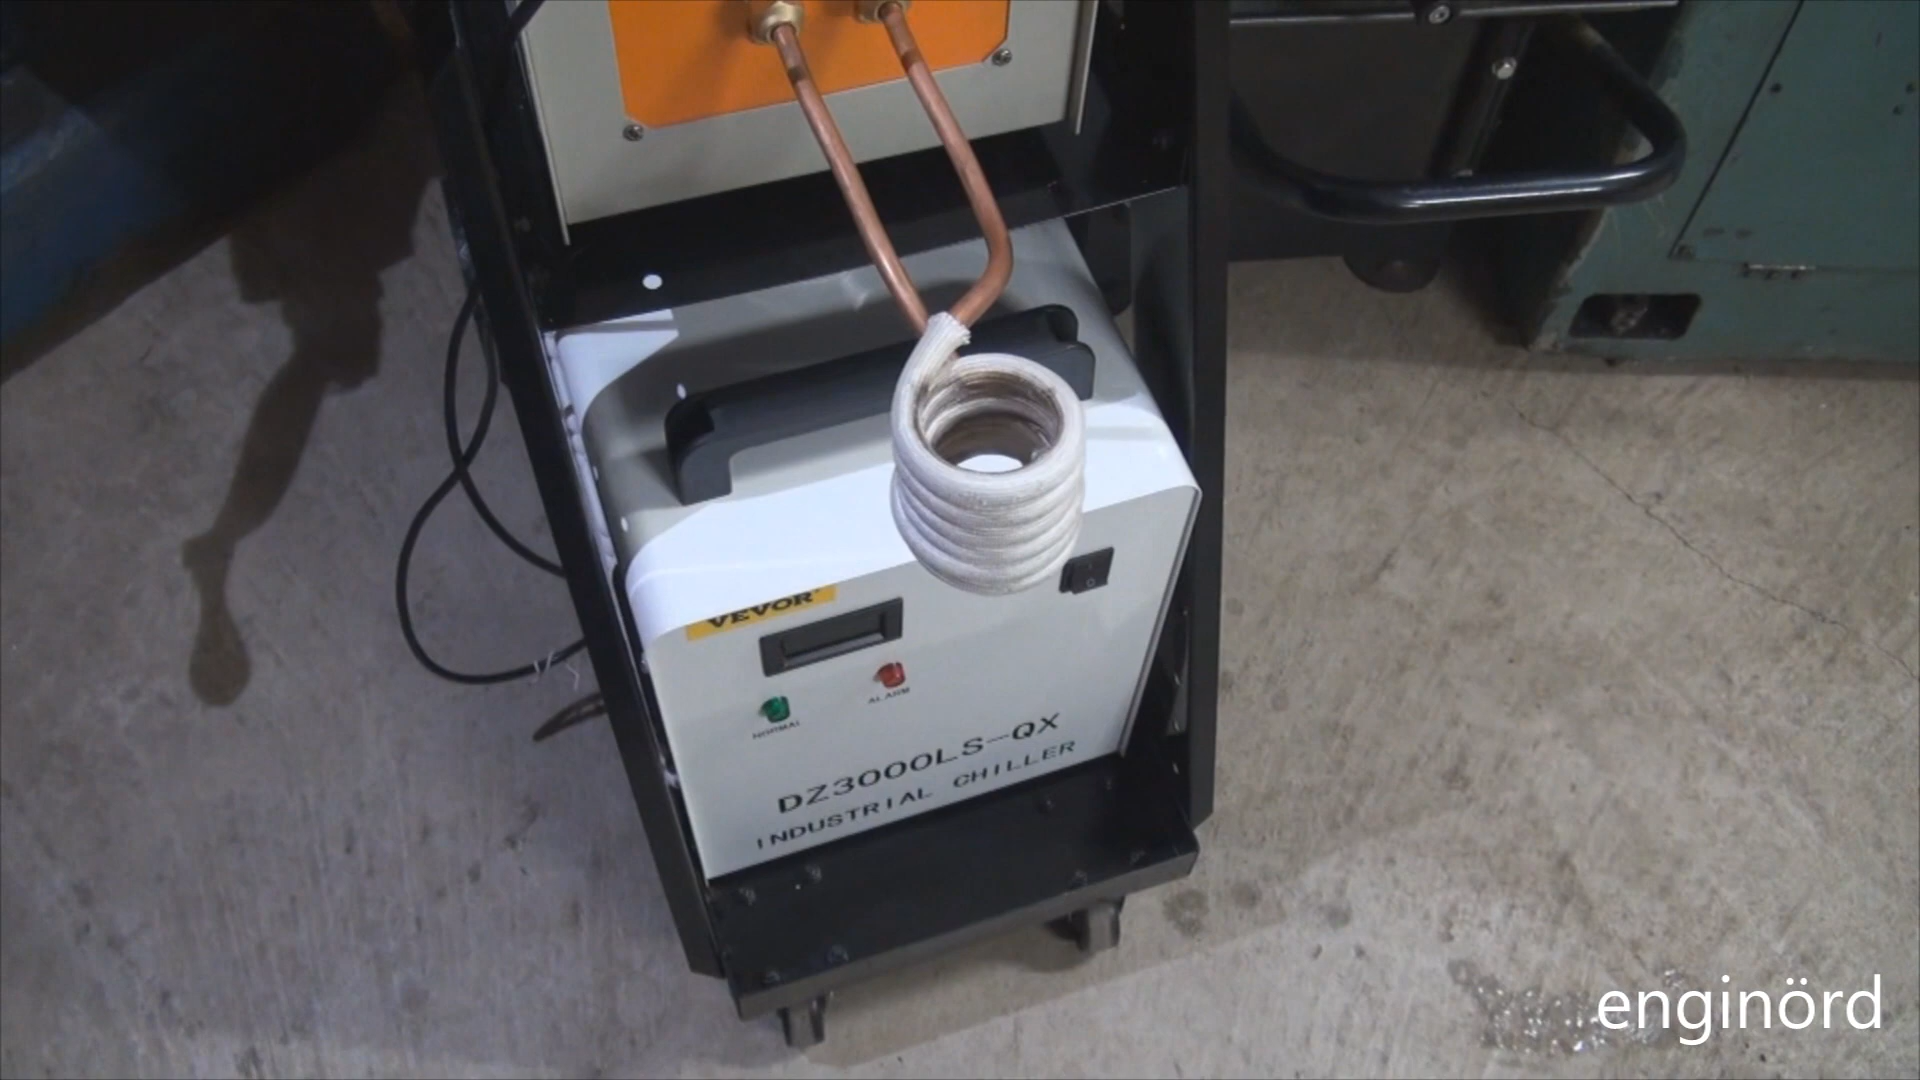 VEVOR
NORMAL
ALARM
DZ3000LS-QX
INDUSTRIAL CHILLER
enginörd